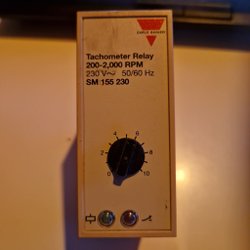 CARLO GAVAZZI
Tachometer Relay
200-2,000 RPM
230 V~ 50/60 Hz
SM 155 230
0 2 4 6 8 10